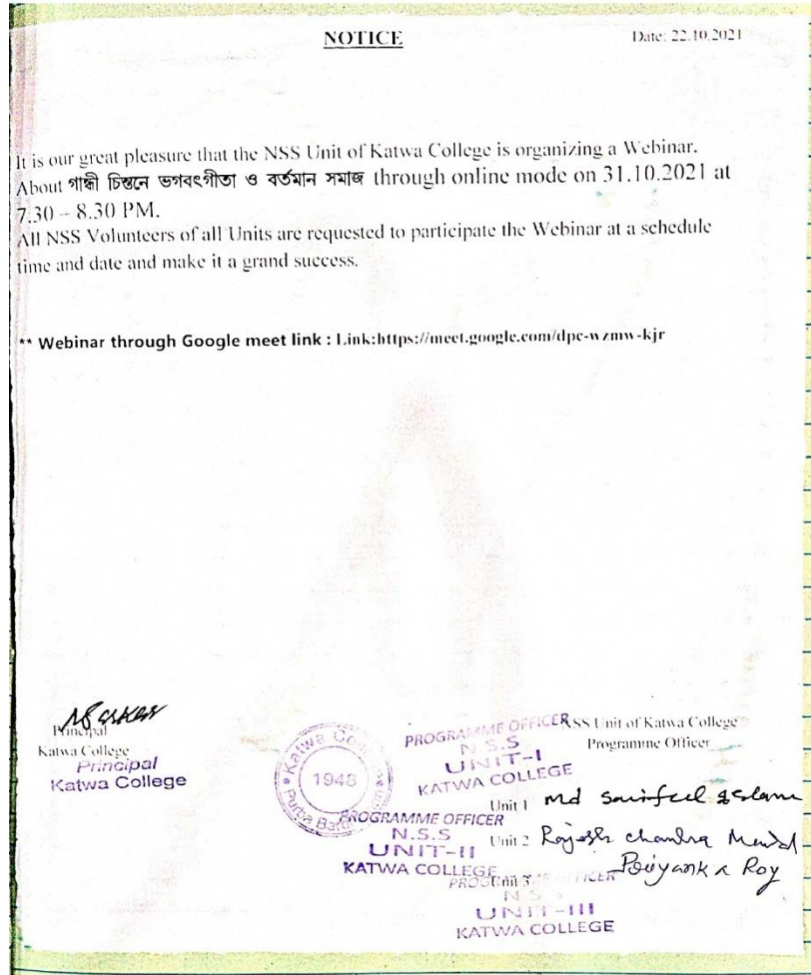 NOTICE
Date: 22.10.2021
It is our great pleasure that the NSS Unit of Katwa College is organizing a Webinar.
About গান্ধী চিন্তনে ভগবৎগীতা ও বর্তমান সমাজ through online mode on 31.10.2021 at
7.30 – 8.30 PM.
All NSS Volunteers of all Units are requested to participate the Webinar at a schedule
time and date and make it a grand success.
** Webinar through Google meet link : Link:https://meet.google.com/dpc-wzmw-kjr
Principal
Katwa College
Principal
Katwa College
Katwa
1948
Purba
PROGRAMME OFFICER
N.S.S
UNIT-I
KATWA COLLEGE
NSS Unit of Katwa College
Programme Officer
Unit 1 Md
PROGRAMME OFFICER
N.S.S
UNIT-II
KATWA COLLEGE
Unit 2 Rajesh Chandra
Unit 3 Priyanka Roy
UNIT-III
KATWA COLLEGE